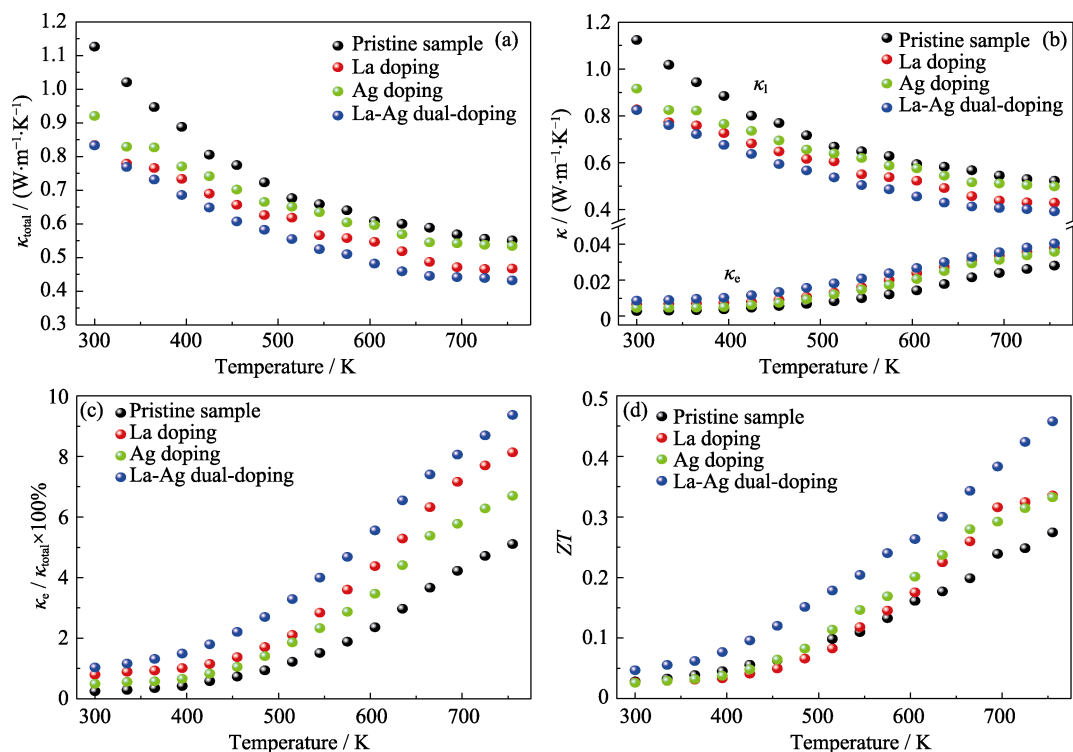 (a)
Pristine sample
La doping
Ag doping
La–Ag dual-doping
κtotal / (W·m⁻¹·K⁻¹)
1.2
1.1
1.0
0.9
0.8
0.7
0.6
0.5
0.4
0.3
300 400 500 600 700
Temperature / K
(b)
Pristine sample
La doping
Ag doping
La–Ag dual-doping
κl
κe
κ / (W·m⁻¹·K⁻¹)
1.2
1.0
0.8
0.6
0.4
0.04
0.02
0
300 400 500 600 700
Temperature / K
(c)
Pristine sample
La doping
Ag doping
La–Ag dual-doping
κe / κtotal×100%
10
8
6
4
2
0
300 400 500 600 700
Temperature / K
(d)
Pristine sample
La doping
Ag doping
La–Ag dual-doping
ZT
0.5
0.4
0.3
0.2
0.1
0
300 400 500 600 700
Temperature / K